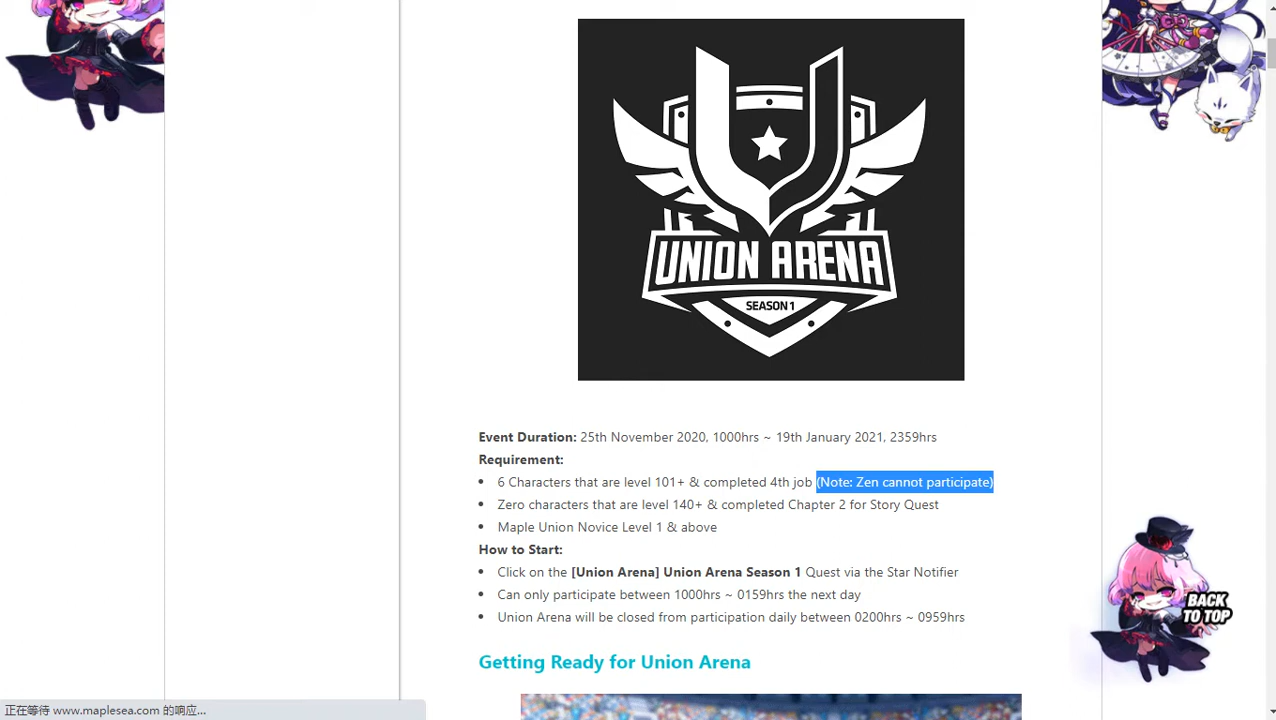 UNION ARENA
SEASON 1
Event Duration: 25th November 2020, 1000hrs ~ 19th January 2021, 2359hrs
Requirement:
• 6 Characters that are level 101+ & completed 4th job (Note: Zen cannot participate)
• Zero characters that are level 140+ & completed Chapter 2 for Story Quest
• Maple Union Novice Level 1 & above
How to Start:
• Click on the [Union Arena] Union Arena Season 1 Quest via the Star Notifier
• Can only participate between 1000hrs ~ 0159hrs the next day
• Union Arena will be closed from participation daily between 0200hrs ~ 0959hrs
BACK
TO TOP
Getting Ready for Union Arena
正在等待 www.maplesea.com 的响应...